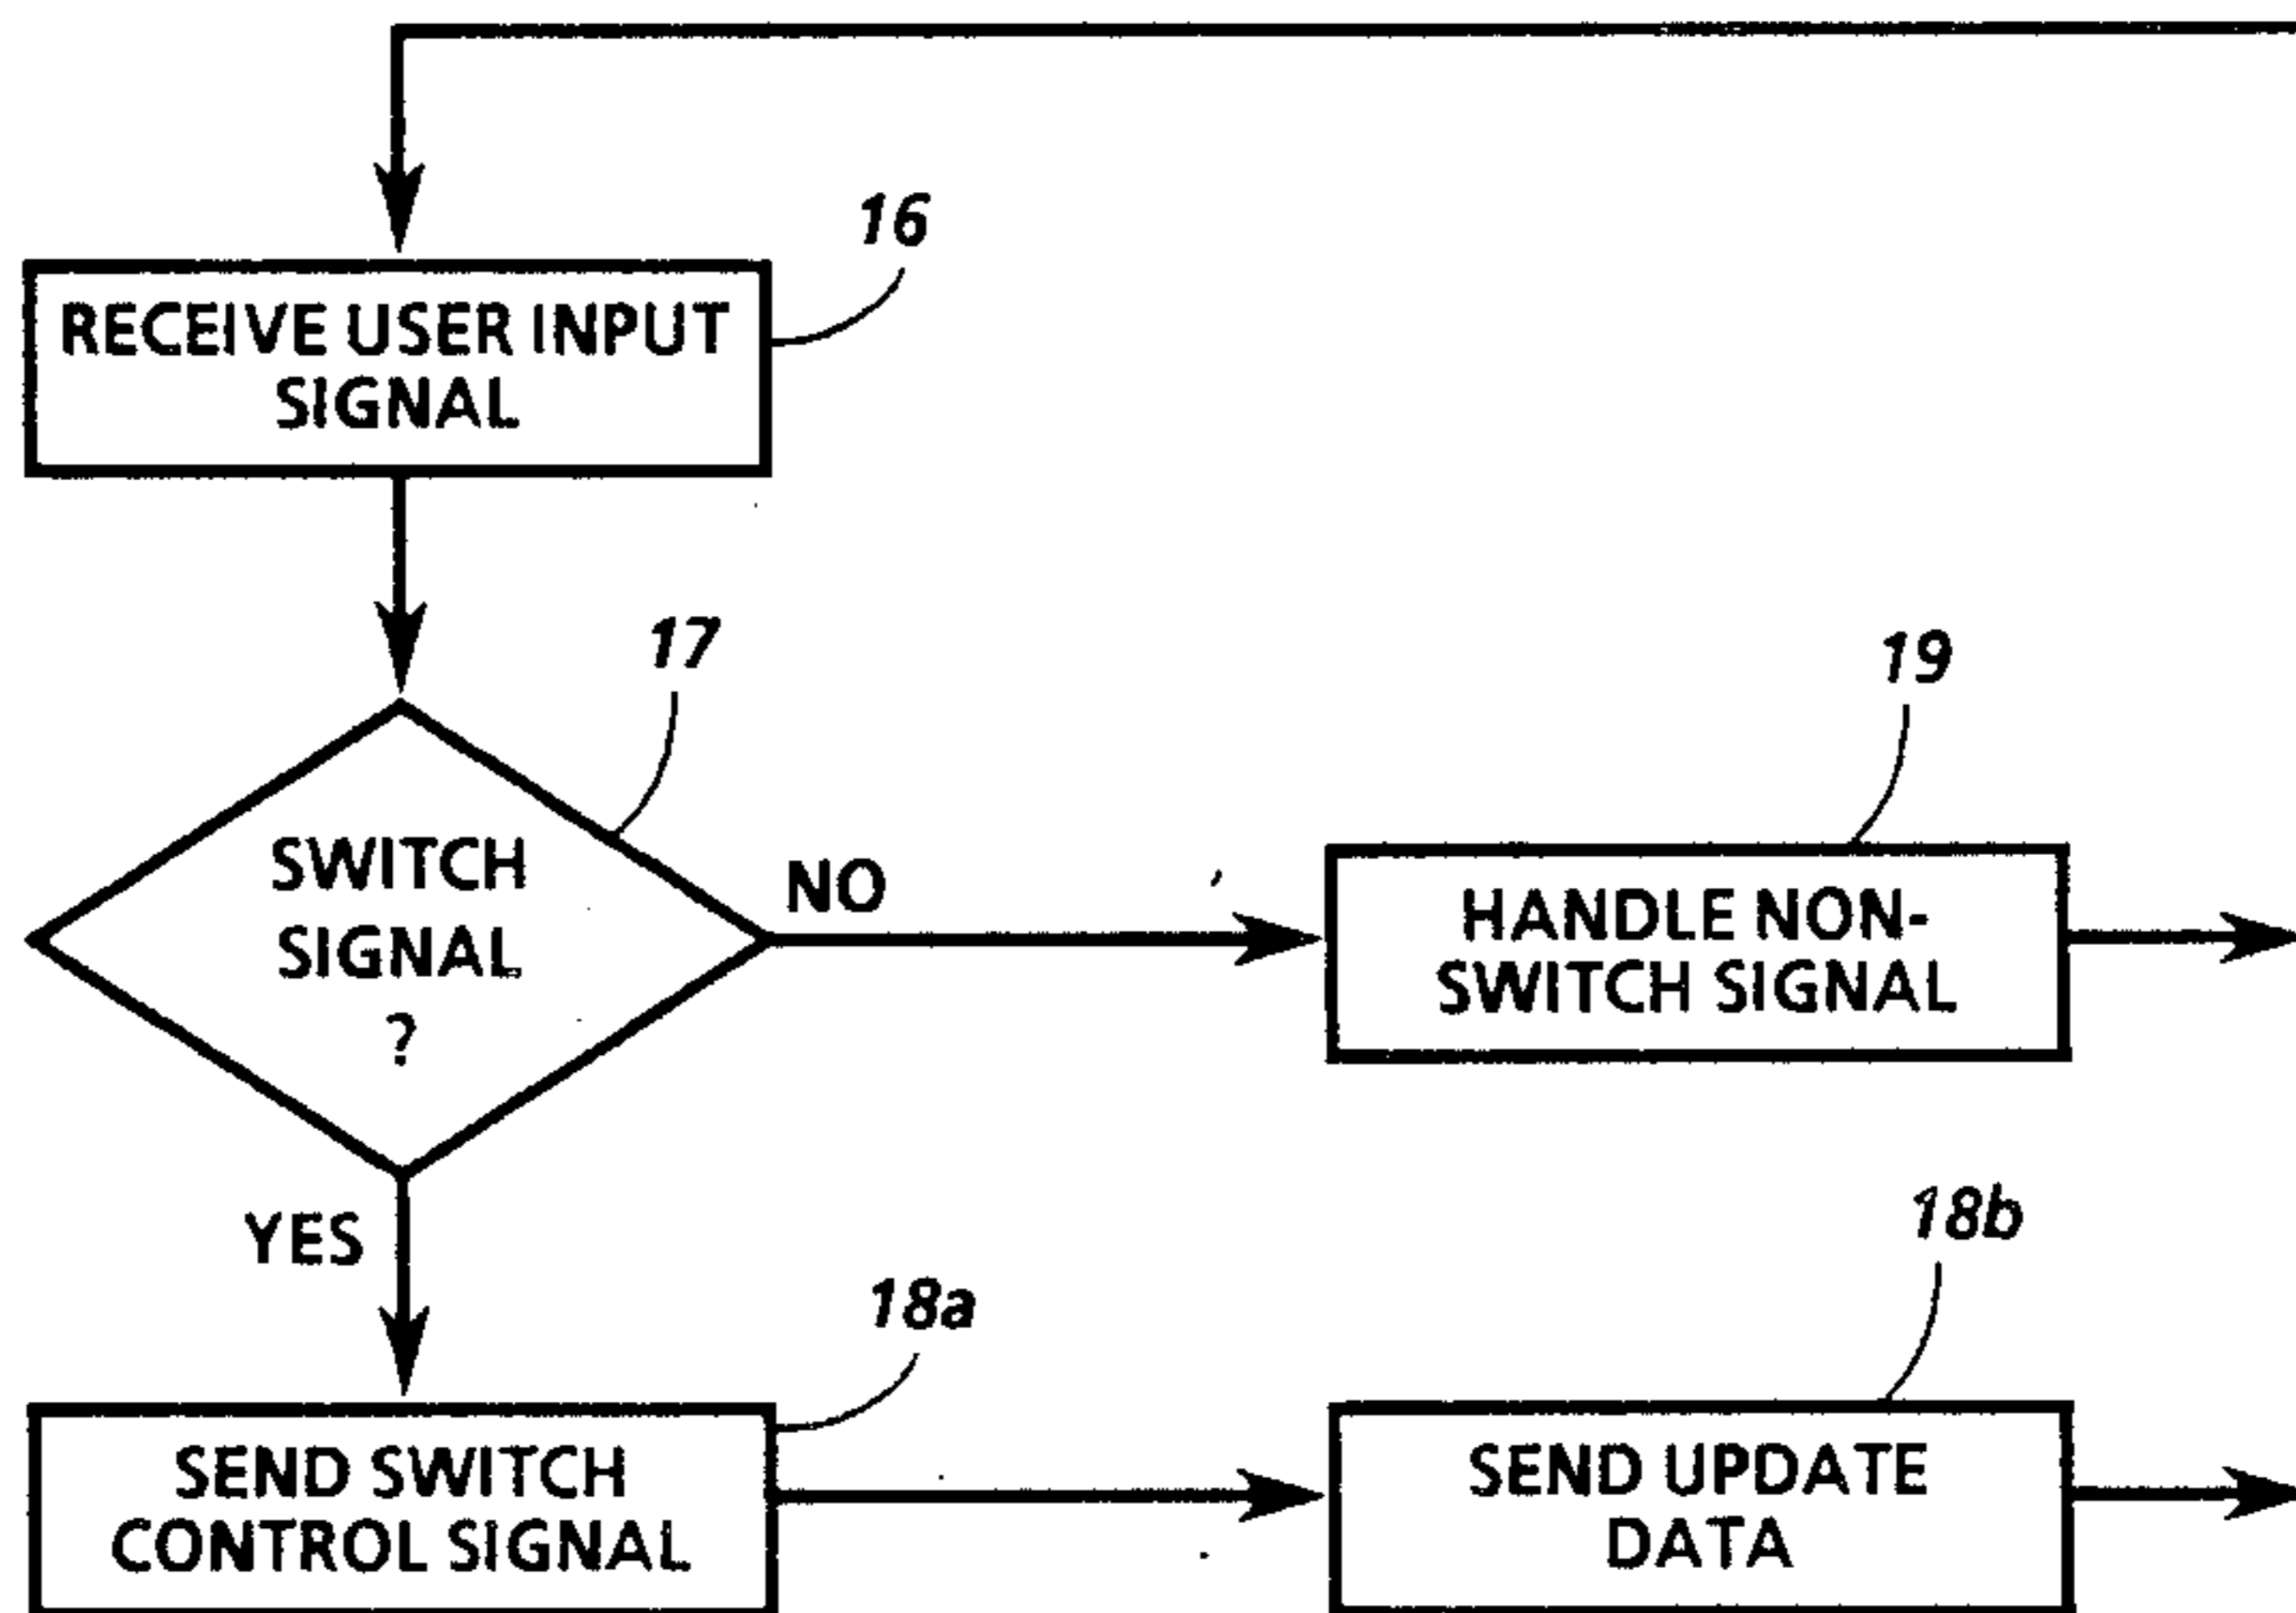 16
RECEIVE USER INPUT
SIGNAL
17
SWITCH
SIGNAL
?
NO
19
HANDLE NON-
SWITCH SIGNAL
YES
18a
SEND SWITCH
CONTROL SIGNAL
18b
SEND UPDATE
DATA